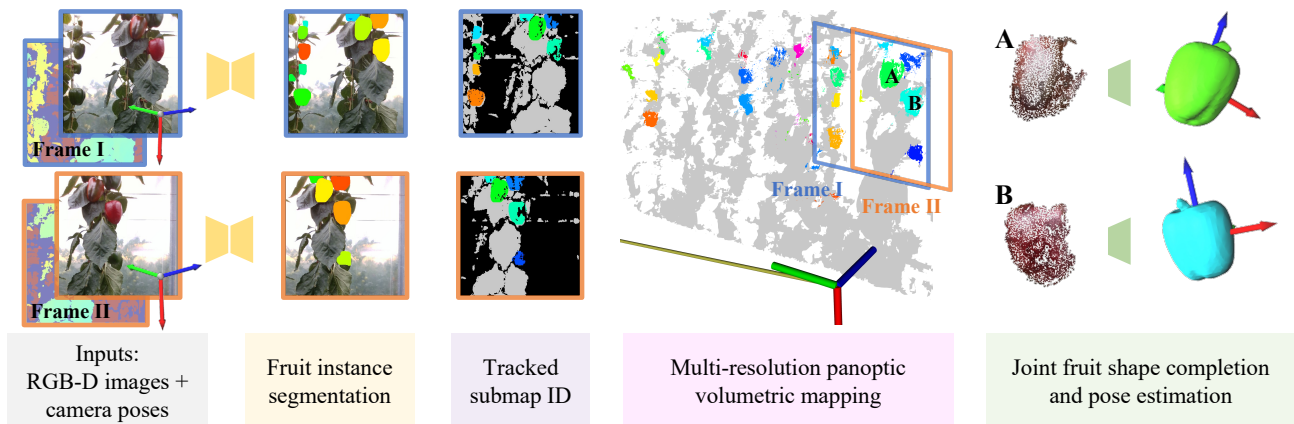 Frame I
Frame II
A
B
Frame I
Frame II
A
B
Inputs:
RGB-D images +
camera poses
Fruit instance
segmentation
Tracked
submap ID
Multi-resolution panoptic
volumetric mapping
Joint fruit shape completion
and pose estimation